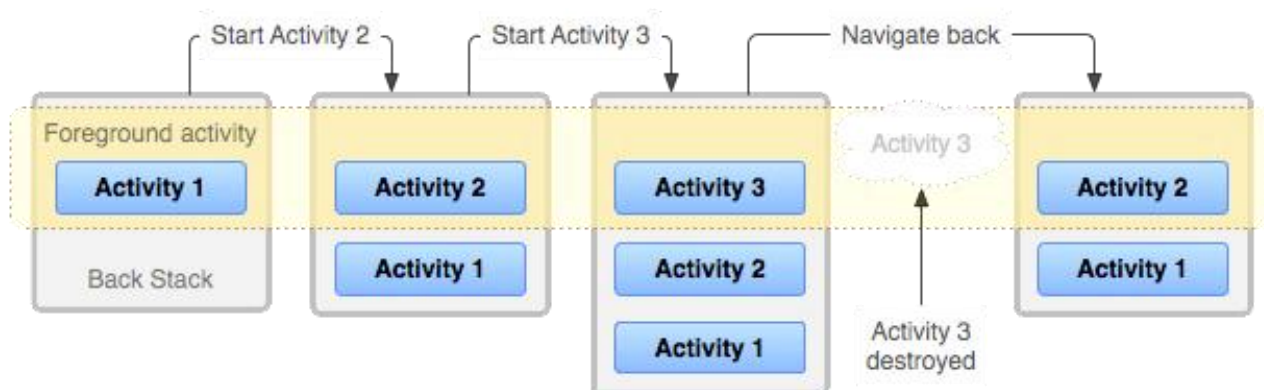 Start Activity 2
Start Activity 3
Navigate back
Foreground activity
Activity 1
Back Stack
Activity 2
Activity 1
Activity 3
Activity 2
Activity 1
Activity 3
Activity 3
destroyed
Activity 2
Activity 1